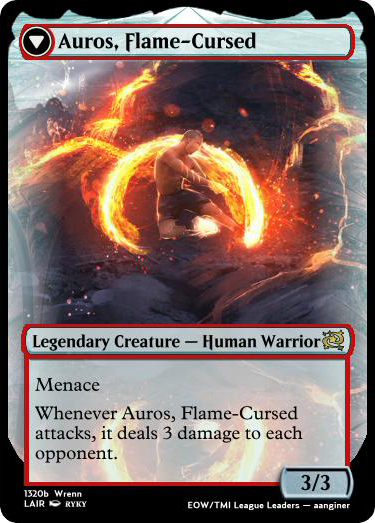 Auros, Flame-Cursed
Legendary Creature — Human Warrior
Menace
Whenever Auros, Flame-Cursed
attacks, it deals 3 damage to each
opponent.
3/3
1320b Wrenn
LAIR RYKY
EOW/TMI League Leaders — aanginer